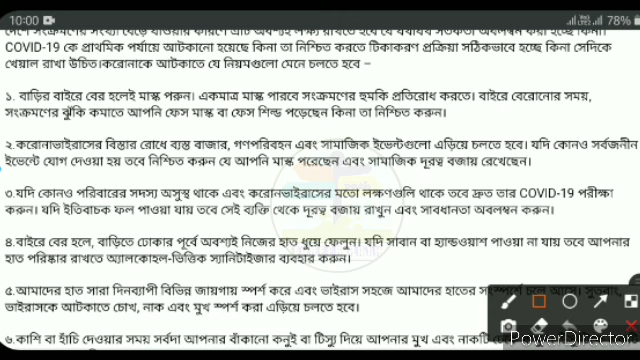 10:00 78%
দেশে সংক্রমণের সংখ্যা বেড়ে যাওয়ার কারণে এটি অবশ্যই লক্ষ্য রাখতে হবে যে যথাযথ সতর্কতা অবলম্বন করা হচ্ছে কিনা।
COVID-19 কে প্রাথমিক পর্যায়ে আটকানো হয়েছে কিনা তা নিশ্চিত করতে টিকাকরণ প্রক্রিয়া সঠিকভাবে হচ্ছে কিনা সেদিকে
খেয়াল রাখা উচিত।করোনাকে আটকাতে যে নিয়মগুলো মেনে চলতে হবে –
১. বাড়ির বাইরে বের হলেই মাস্ক পরুন। একমাত্র মাস্ক পারবে সংক্রমণের হুমকি প্রতিরোধ করতে। বাইরে বেরোনোর সময়,
সংক্রমণের ঝুঁকি কমাতে আপনি ফেস মাস্ক বা ফেস শিল্ড পড়েছেন কিনা তা নিশ্চিত করুন।
২.করোনাভাইরাসের বিস্তার রোধে ব্যস্ত বাজার, গণপরিবহন এবং সামাজিক ইভেন্টগুলো এড়িয়ে চলতে হবে। যদি কোনও সর্বজনীন
ইভেন্টে যোগ দেওয়া হয় তবে নিশ্চিত করুন যে আপনি মাস্ক পরেছেন এবং সামাজিক দূরত্ব বজায় রেখেছেন।
৩.যদি কোনও পরিবারের সদস্য অসুস্থ থাকে এবং করোনভাইরাসের মতো লক্ষণগুলি থাকে তবে দ্রুত তার COVID-19 পরীক্ষা
করুন। যদি ইতিবাচক ফল পাওয়া যায় তবে সেই ব্যক্তি থেকে দূরত্ব বজায় রাখুন এবং সাবধানতা অবলম্বন করুন।
৪.বাইরে বের হলে, বাড়িতে ঢোকার পূর্বে অবশ্যই নিজের হাত ধুয়ে ফেলুন। যদি সাবান বা হ্যান্ডওয়াশ পাওয়া না যায় তবে আপনার
হাত পরিষ্কার রাখতে অ্যালকোহল-ভিত্তিক স্যানিটাইজার ব্যবহার করুন।
৫.আমাদের হাত সারা দিনব্যাপী বিভিন্ন জায়গায় স্পর্শ করে এবং ভাইরাস সহজে আমাদের হাতের সংস্পর্শে চলে আসে। সুতরাং
ভাইরাসকে আটকাতে চোখ, নাক এবং মুখ স্পর্শ করা এড়িয়ে চলতে হবে।
৬.কাশি বা হাঁচি দেওয়ার সময় সর্বদা আপনার বাঁকানো কনুই বা টিস্যু দিয়ে আপনার মুখ এবং নাকটি
PowerDirector